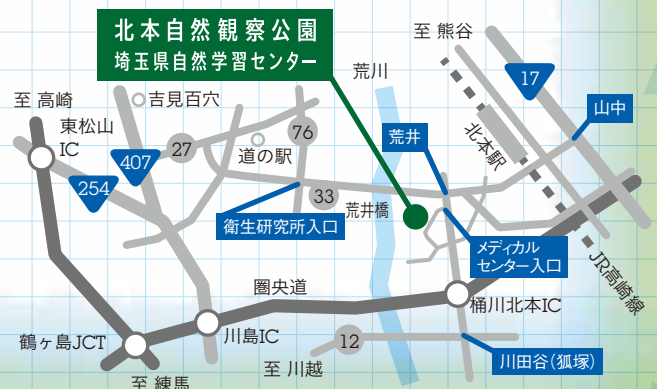 北本自然観察公園
埼玉県自然学習センター
至 熊谷
荒川
17
至 高崎
吉見百穴
山中
東松山
IC
76
北本駅
荒井
27
道の駅
407
254
33
荒井橋
衛生研究所入口
メディカル
センター入口
JR高崎線
圏央道
桶川北本IC
鶴ヶ島JCT
川島IC
12
川田谷(狐塚)
至 川越
至 練馬